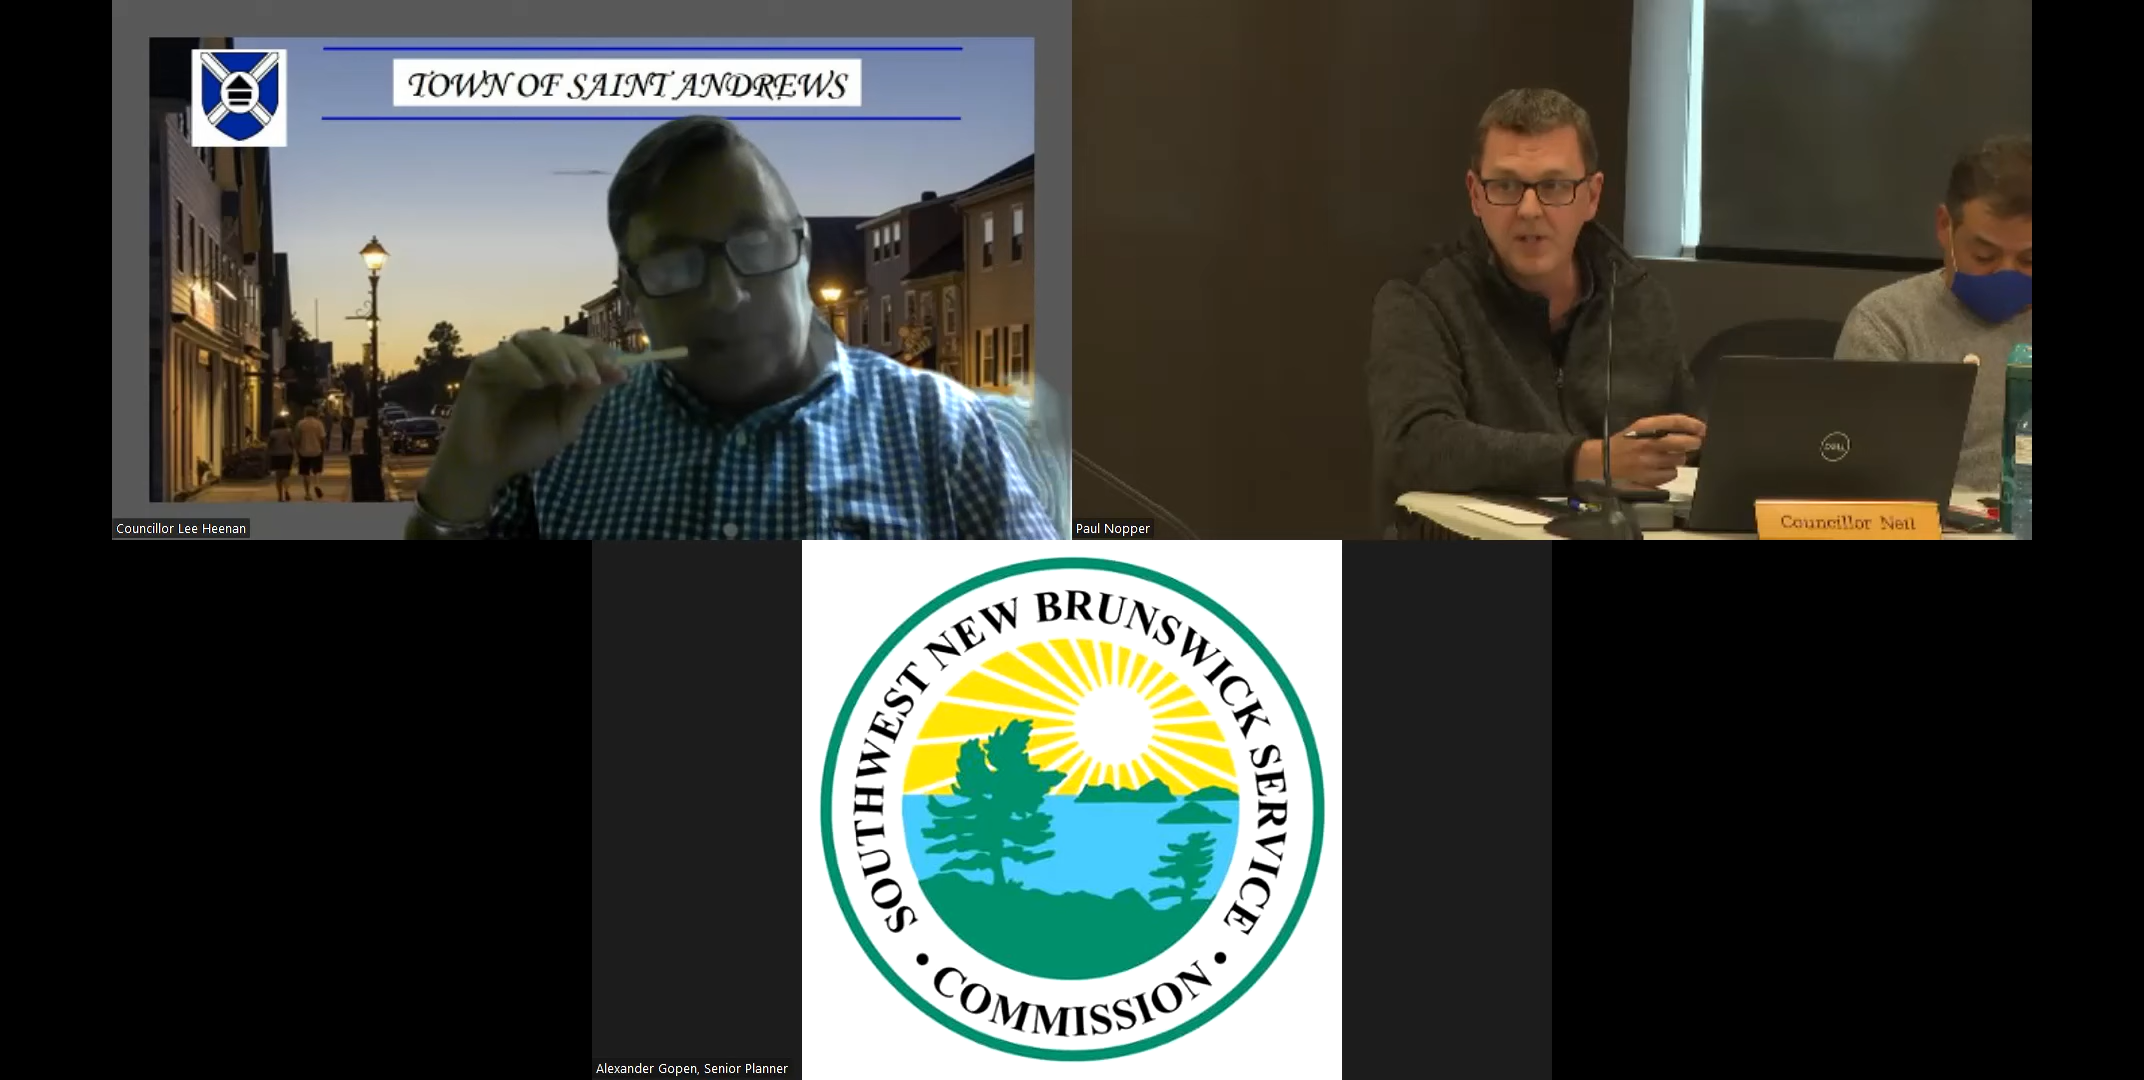 TOWN OF SAINT ANDREWS
Councillor Lee Heenan
DELL
Councillor Neil
Paul Nopper
SOUTHWEST NEW BRUNSWICK SERVICE
• COMMISSION •
Alexander Gopen, Senior Planner